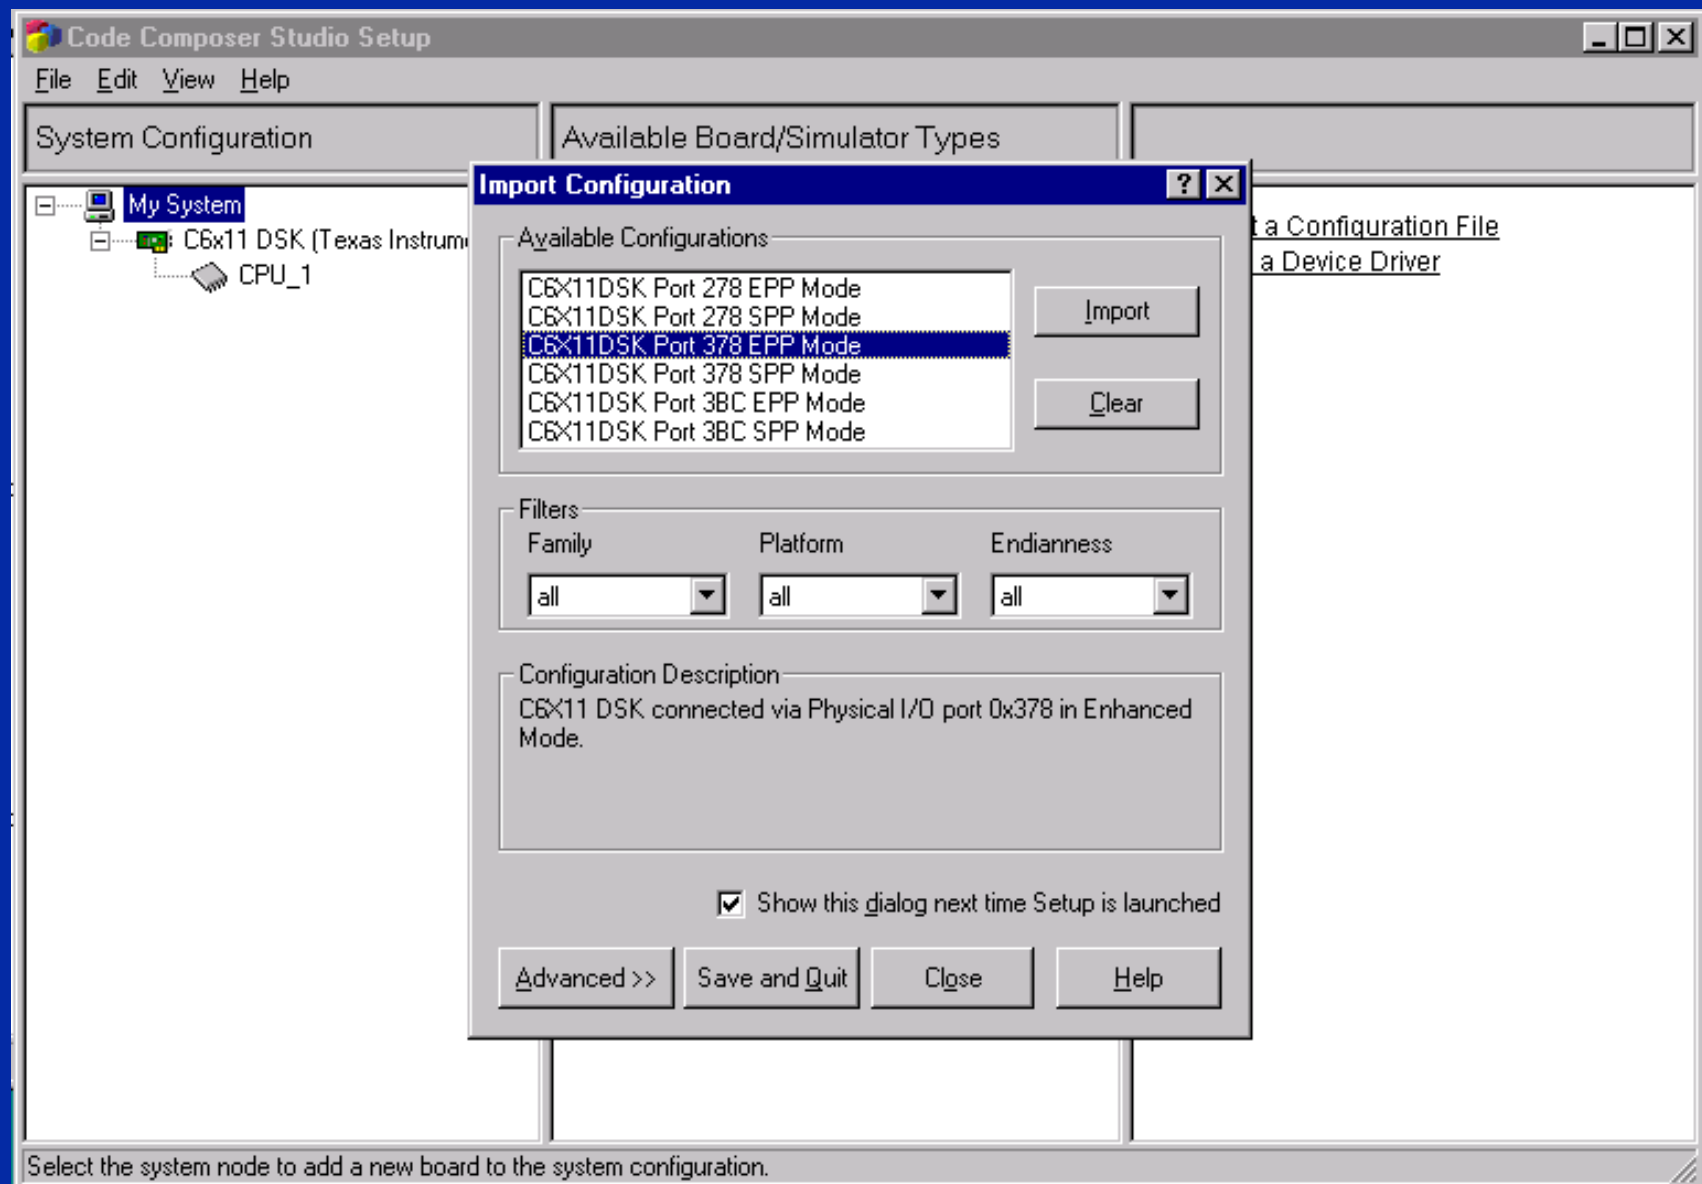 Code Composer Studio Setup
File Edit View Help
System Configuration
Available Board/Simulator Types
My System
C6x11 DSK (Texas
CPU_1
a Configuration File
a Device Driver
Import Configuration
Available Configurations
C6X11DSK Port 278 EPP Mode
C6X11DSK Port 278 SPP Mode
C6X11DSK Port 378 EPP Mode
C6X11DSK Port 378 SPP Mode
C6X11DSK Port 3BC EPP Mode
C6X11DSK Port 3BC SPP Mode
Import
Clear
Filters
Family Platform Endianness
all all all
Configuration Description
C6X11 DSK connected via Physical I/O port 0x378 in Enhanced
Mode.
Show this dialog next time Setup is launched
Advanced >> Save and Quit Close Help
Select the system node to add a new board to the system configuration.